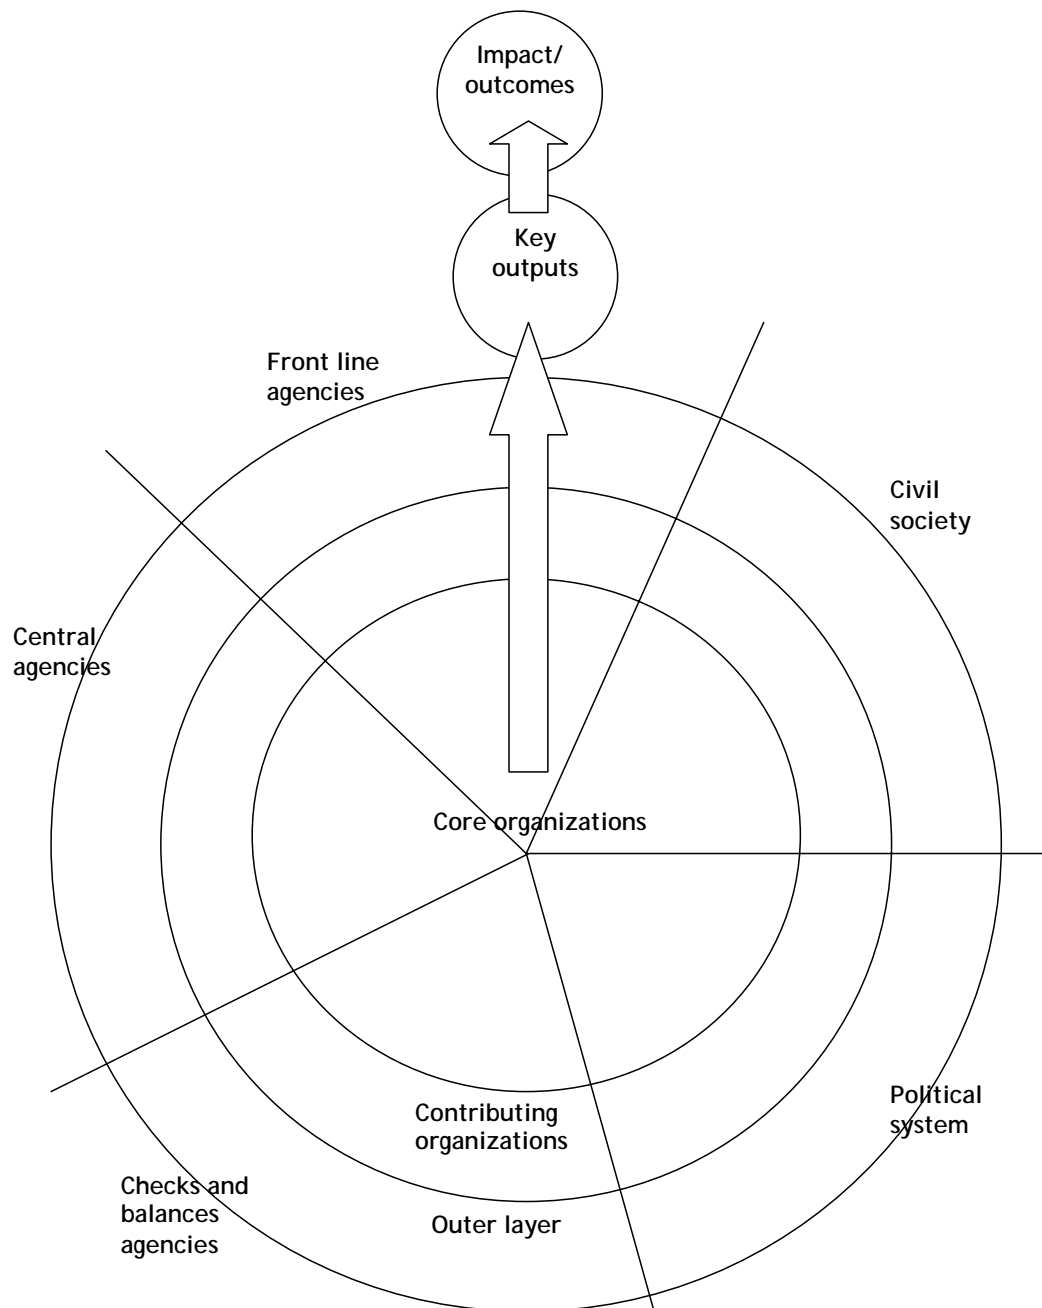 Impact/
outcomes
Key
outputs
Front line
agencies
Civil
society
Central
agencies
Core organizations
Political
system
Contributing
organizations
Checks and
balances
agencies
Outer layer